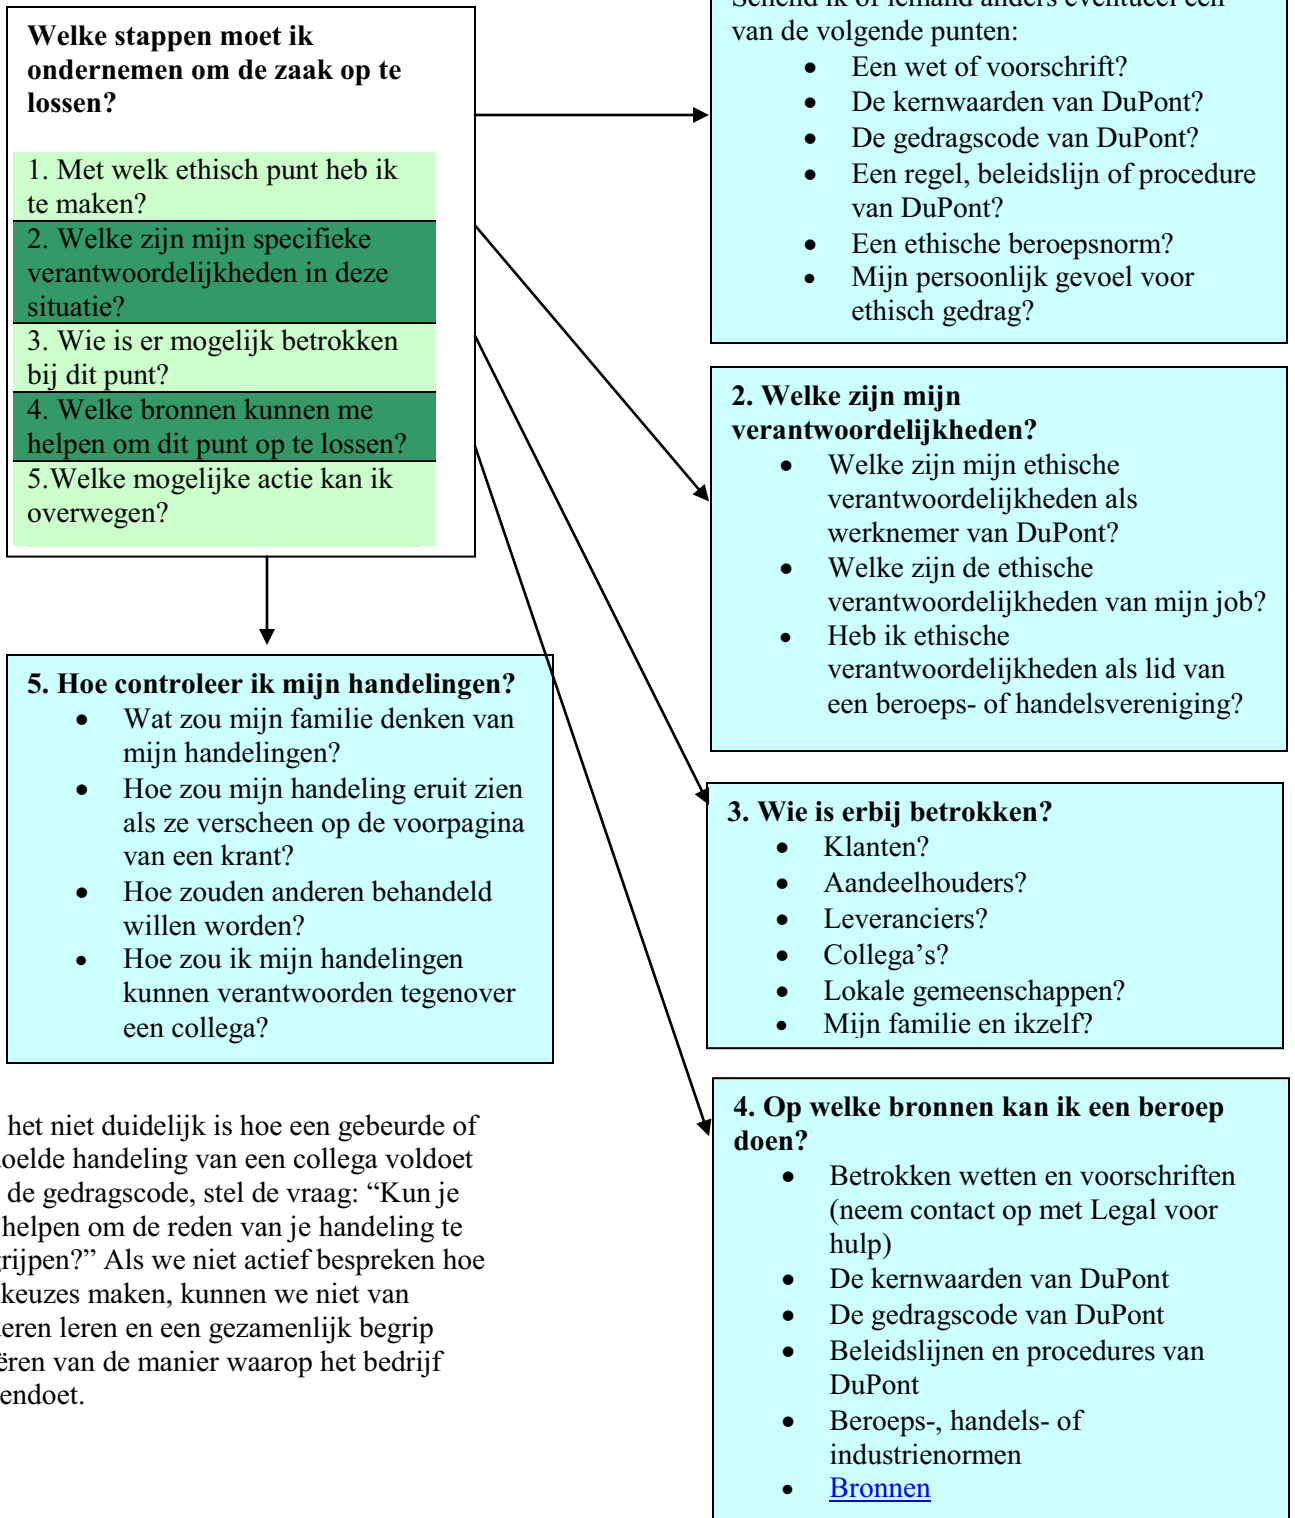 Welke stappen moet ik
ondernemen om de zaak op te
lossen?
1. Met welk ethisch punt heb ik
te maken?
2. Welke zijn mijn specifieke
verantwoordelijkheden in deze
situatie?
3. Wie is er mogelijk betrokken
bij dit punt?
4. Welke bronnen kunnen me
helpen om dit punt op te lossen?
5.Welke mogelijke actie kan ik
overwegen?
Schend ik of iemand anders eventueel een
van de volgende punten:
• Een wet of voorschrift?
• De kernwaarden van DuPont?
• De gedragscode van DuPont?
• Een regel, beleidslijn of procedure
van DuPont?
• Een ethische beroepsnorm?
• Mijn persoonlijk gevoel voor
ethisch gedrag?
2. Welke zijn mijn
verantwoordelijkheden?
• Welke zijn mijn ethische
verantwoordelijkheden als
werknemer van DuPont?
• Welke zijn de ethische
verantwoordelijkheden van mijn job?
• Heb ik ethische
verantwoordelijkheden als lid van
een beroeps- of handelsvereniging?
3. Wie is erbij betrokken?
• Klanten?
• Aandeelhouders?
• Leveranciers?
• Collega’s?
• Lokale gemeenschappen?
• Mijn familie en ikzelf?
4. Op welke bronnen kan ik een beroep
doen?
• Betrokken wetten en voorschriften
(neem contact op met Legal voor
hulp)
• De kernwaarden van DuPont
• De gedragscode van DuPont
• Beleidslijnen en procedures van
DuPont
• Beroeps-, handels- of
industrienormen
• Bronnen
5. Hoe controleer ik mijn handelingen?
• Wat zou mijn familie denken van
mijn handelingen?
• Hoe zou mijn handeling eruit zien
als ze verscheen op de voorpagina
van een krant?
• Hoe zouden anderen behandeld
willen worden?
• Hoe zou ik mijn handelingen
kunnen verantwoorden tegenover
een collega?
het niet duidelijk is hoe een gebeurde of
oelde handeling van een collega voldoet
de gedragscode, stel de vraag: “Kun je
helpen om de reden van je handeling te
rijpen?” Als we niet actief bespreken hoe
keuzes maken, kunnen we niet van
eren leren en een gezamenlijk begrip
ëren van de manier waarop het bedrijf
endoet.